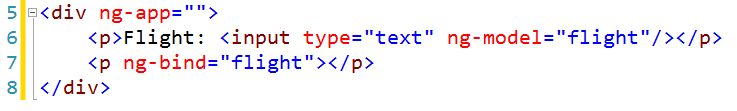 5 <div ng-app="">
6 <p>Flight: <input type="text" ng-model="flight"/></p>
7 <p ng-bind="flight"></p>
8 </div>